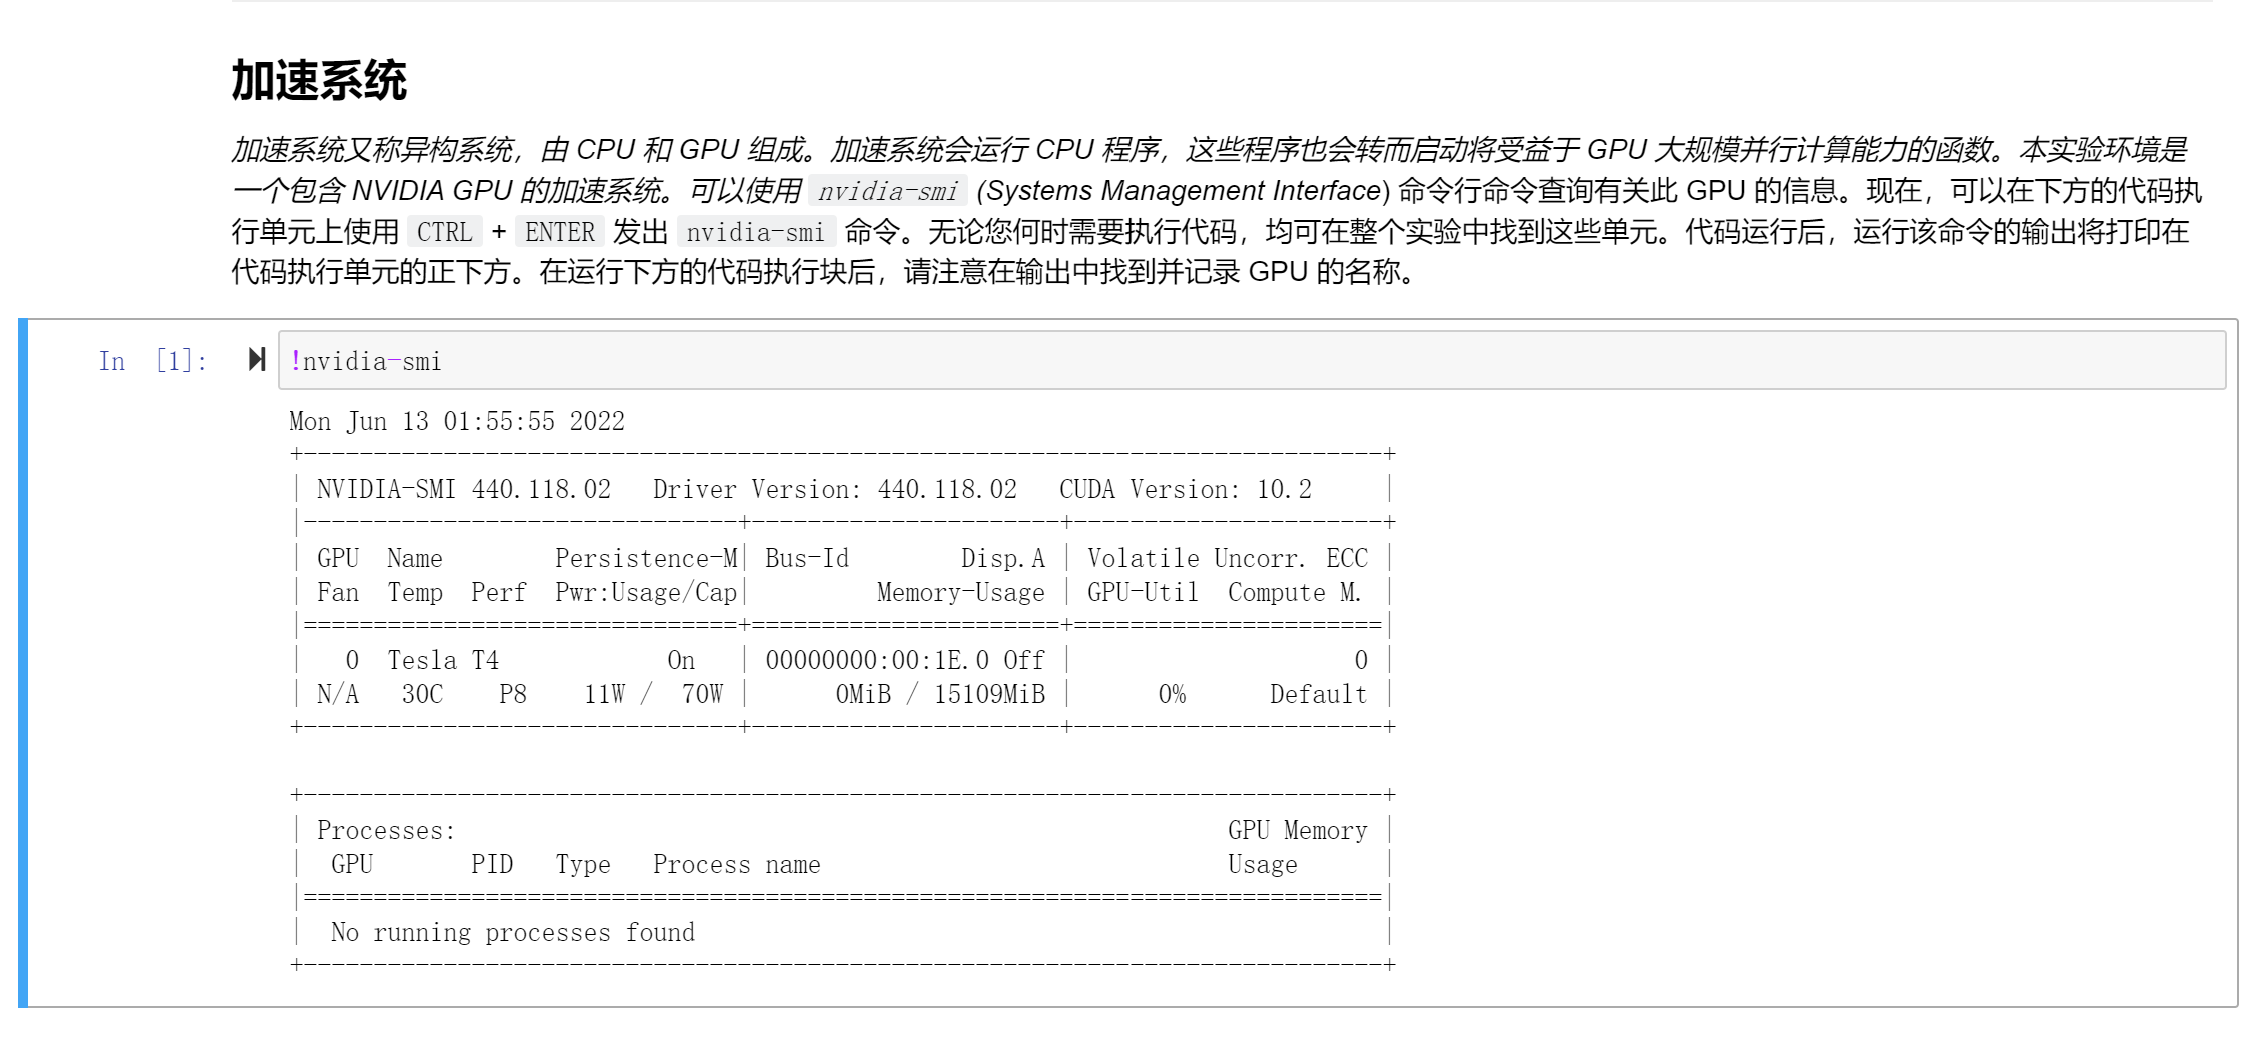 加速系统
加速系统又称异构系统，由 CPU 和 GPU 组成。加速系统会运行 CPU 程序，这些程序也会转而启动将受益于 GPU 大规模并行计算能力的函数。本实验环境是
一个包含 NVIDIA GPU 的加速系统。可以使用 nvidia-smi (Systems Management Interface) 命令行命令查询有关此 GPU 的信息。现在，可以在下方的代码执
行单元上使用 CTRL + ENTER 发出 nvidia-smi 命令。无论您何时需要执行代码，均可在整个实验中找到这些单元。代码运行后，运行该命令的输出将打印在
代码执行单元的正下方。在运行下方的代码执行块后，请注意在输出中找到并记录 GPU 的名称。
In [1]: !nvidia-smi
Mon Jun 13 01:55:55 2022
+-----------------------------------------------------------------------------+
| NVIDIA-SMI 440.118.02   Driver Version: 440.118.02   CUDA Version: 10.2     |
|-------------------------------+----------------------+----------------------+
| GPU  Name        Persistence-M| Bus-Id        Disp.A | Volatile Uncorr. ECC |
| Fan  Temp  Perf  Pwr:Usage/Cap|         Memory-Usage | GPU-Util  Compute M. |
|===============================+======================+======================|
|   0  Tesla T4            On   | 00000000:00:1E.0 Off |                    0 |
| N/A   30C    P8    11W /  70W |      0MiB / 15109MiB |      0%      Default |
+-------------------------------+----------------------+----------------------+
+-----------------------------------------------------------------------------+
| Processes:                                                       GPU Memory |
|  GPU       PID   Type   Process name                             Usage      |
|=============================================================================|
|  No running processes found                                                 |
+-----------------------------------------------------------------------------+